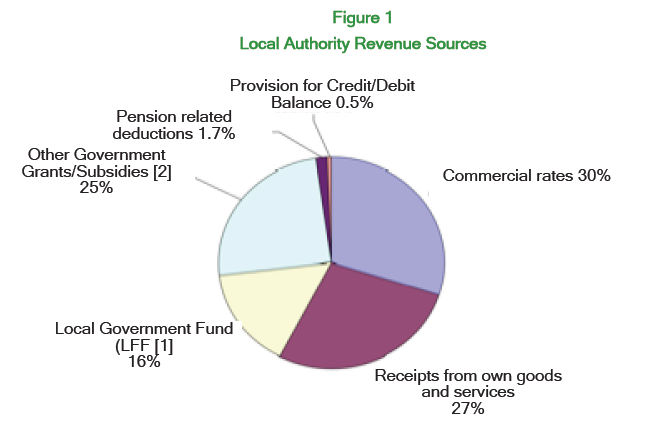 Figure 1
Local Authority Revenue Sources
Provision for Credit/Debit
Balance 0.5%
Pension related
deductions 1.7%
Other Government
Grants/Subsidies [2]
25%
Commercial rates 30%
Local Government Fund
(LFF [1]
16%
Receipts from own goods
and services
27%